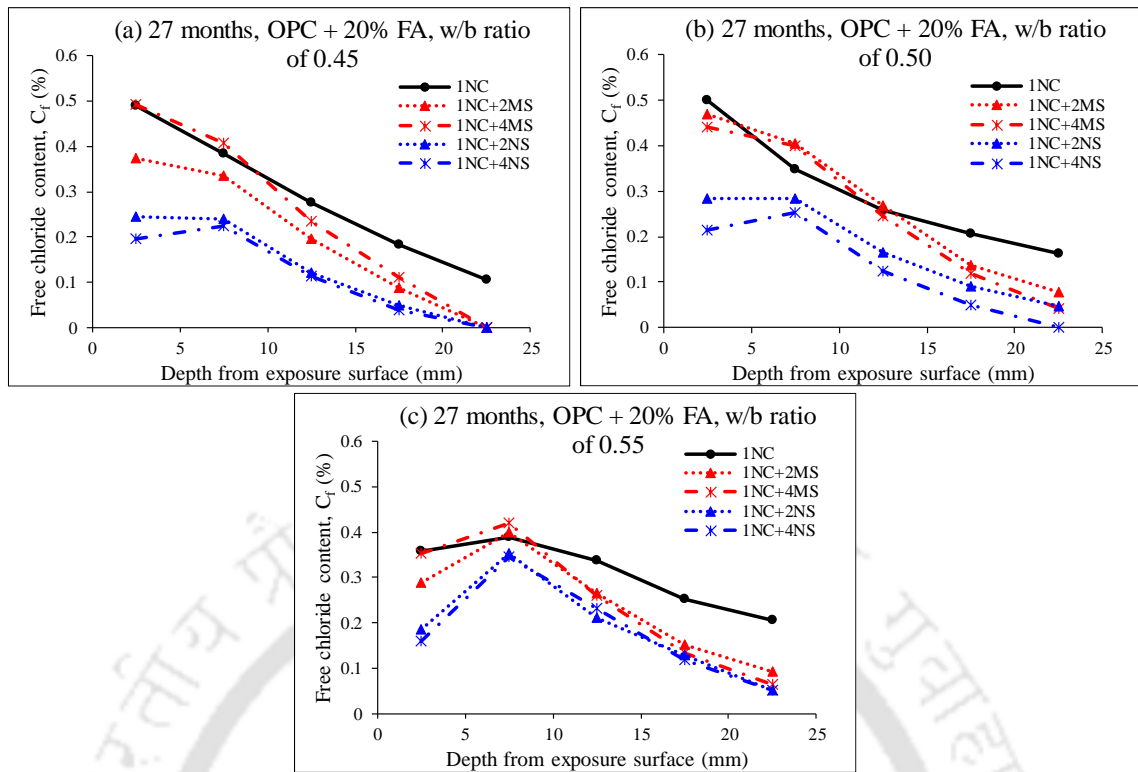 (a) 27 months, OPC + 20% FA, w/b ratio
of 0.45
0.6
0.5
0.4
0.3
0.2
0.1
0
Free chloride content, C_f (%)
1NC
1NC+2MS
1NC+4MS
1NC+2NS
1NC+4NS
0 5 10 15 20 25
Depth from exposure surface (mm)
(b) 27 months, OPC + 20% FA, w/b ratio
of 0.50
0.6
0.5
0.4
0.3
0.2
0.1
0
Free chloride content, C_f (%)
1NC
1NC+2MS
1NC+4MS
1NC+2NS
1NC+4NS
0 5 10 15 20 25
Depth from exposure surface (mm)
(c) 27 months, OPC + 20% FA, w/b ratio
of 0.55
0.6
0.5
0.4
0.3
0.2
0.1
0
Free chloride content, C_f (%)
1NC
1NC+2MS
1NC+4MS
1NC+2NS
1NC+4NS
0 5 10 15 20 25
Depth from exposure surface (mm)